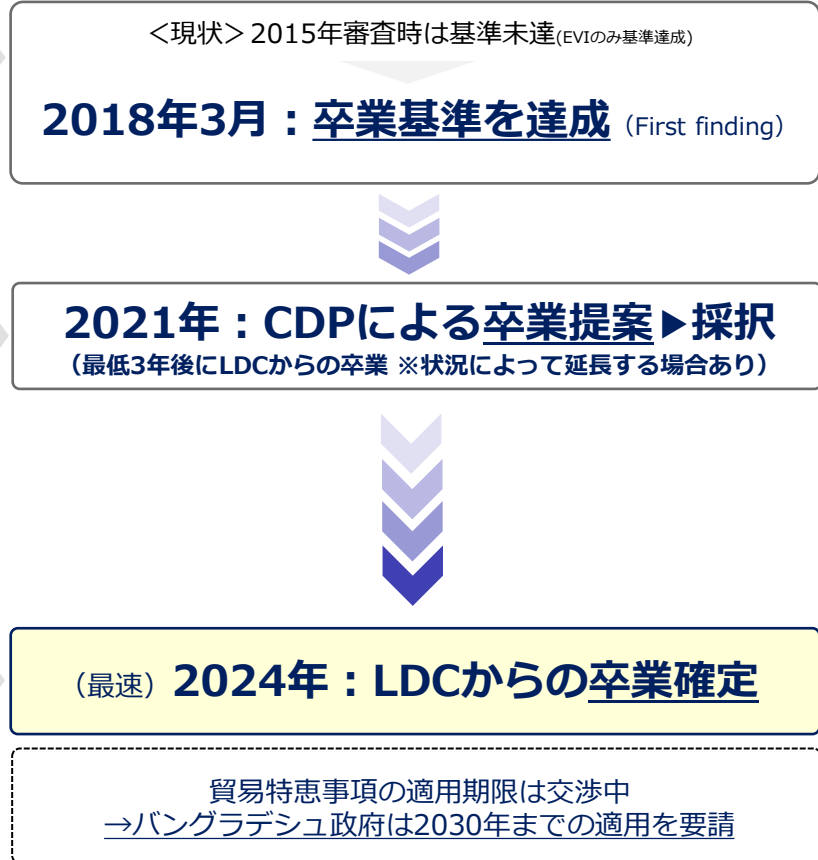 ＜現状＞2015年審査時は基準未達(EVIのみ基準達成)
2018年3月：卒業基準を達成（First finding）
2021年：CDPによる卒業提案▶採択
（最低3年後にLDCからの卒業 ※状況によって延長する場合あり）
（最速）2024年：LDCからの卒業確定
貿易特恵事項の適用期限は交渉中
→バングラデシュ政府は2030年までの適用を要請